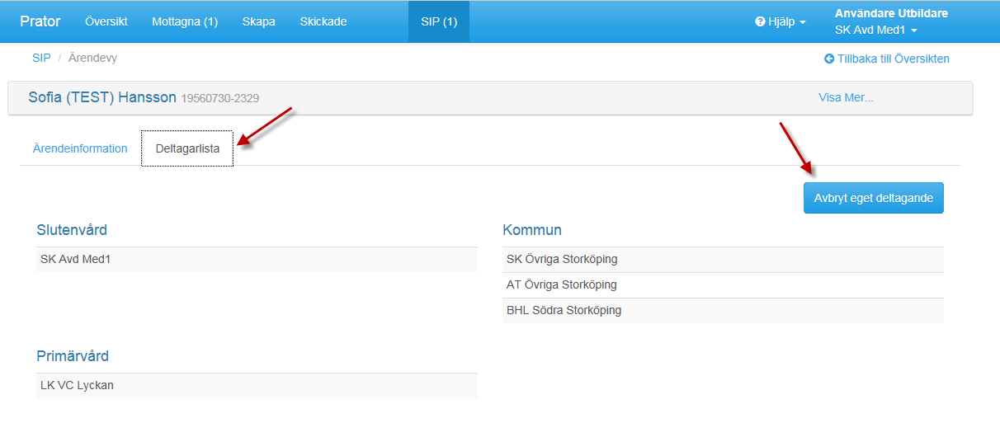 Prator Översikt Mottagna (1) Skapa Skickade SIP (1) Hjälp Användare Utbildare
SK Avd Med1
SIP / Ärendevy Tillbaka till Översikten
Sofia (TEST) Hansson 19560730-2329 Visa Mer...
Ärendeinformation Deltagarlista
Avbryt eget deltagande
Slutenvård
SK Avd Med1
Kommun
SK Övriga Storköping
AT Övriga Storköping
BHL Södra Storköping
Primärvård
LK VC Lyckan